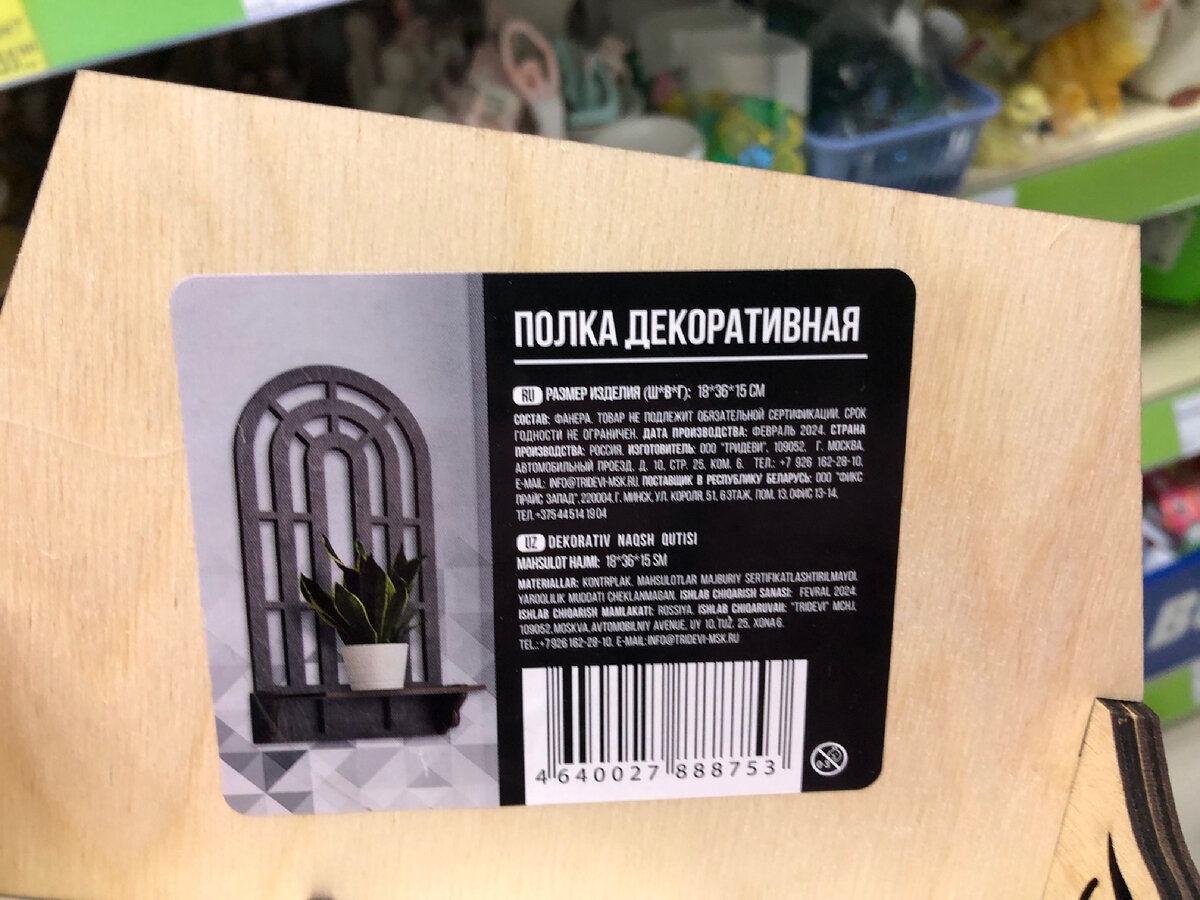 ПОЛКА ДЕКОРАТИВНАЯ
RU РАЗМЕР ИЗДЕЛИЯ (Ш*В*Г): 18*36*15 СМ
СОСТАВ: ФАНЕРА. ТОВАР НЕ ПОДЛЕЖИТ ОБЯЗАТЕЛЬНОЙ СЕРТИФИКАЦИИ. СРОК
ГОДНОСТИ НЕ ОГРАНИЧЕН. ДАТА ПРОИЗВОДСТВА: ФЕВРАЛЬ 2024. СТРАНА
ПРОИЗВОДСТВА: РОССИЯ. ИЗГОТОВИТЕЛЬ: ООО "ТРИДЕВИ", 109052, Г. МОСКВА,
АВТОМОБИЛЬНЫЙ ПРОЕЗД, Д. 10, СТР. 25, КОМ. 6. ТЕЛ.: +7 926 162-28-10,
E-MAIL: INFO@TRIDEVI-MSK.RU. ПОСТАВЩИК В РЕСПУБЛИКУ БЕЛАРУСЬ: ООО "ФИКС
ПРАЙС ЗАПАД", 220004, Г. МИНСК, УЛ. КОРОЛЯ, 51, 6 ЭТАЖ, ПОМ. 13, ОФИС 13-14,
ТЕЛ. +375 44 514 19 04
UZ DEKORATIV NAQSH QUTISI
MAHSULOT HAJMI: 18*36*15 SM
MATERIALLAR: KONTRPLAK. MAHSULOTLAR MAJBURIY SERTIFIKATLASHTIRILMAYDI.
YAROQLILIK MUDDATI CHEKLANMAGAN. ISHLAB CHIQARISH SANASI: FEVRAL 2024.
ISHLAB CHIQARISH MAMLAKATI: ROSSIYA. ISHLAB CHIQARUVAH: "TRIDEVI" MCHJ,
109052, MOSKVA, AVTOMOBILNIY AVENUE, UY 10, TUZ. 25, XONA 6.
TEL.: +7 926 162-28-10. E-MAIL: INFO@TRIDEVI-MSK.RU
4 640027 888753
0-3